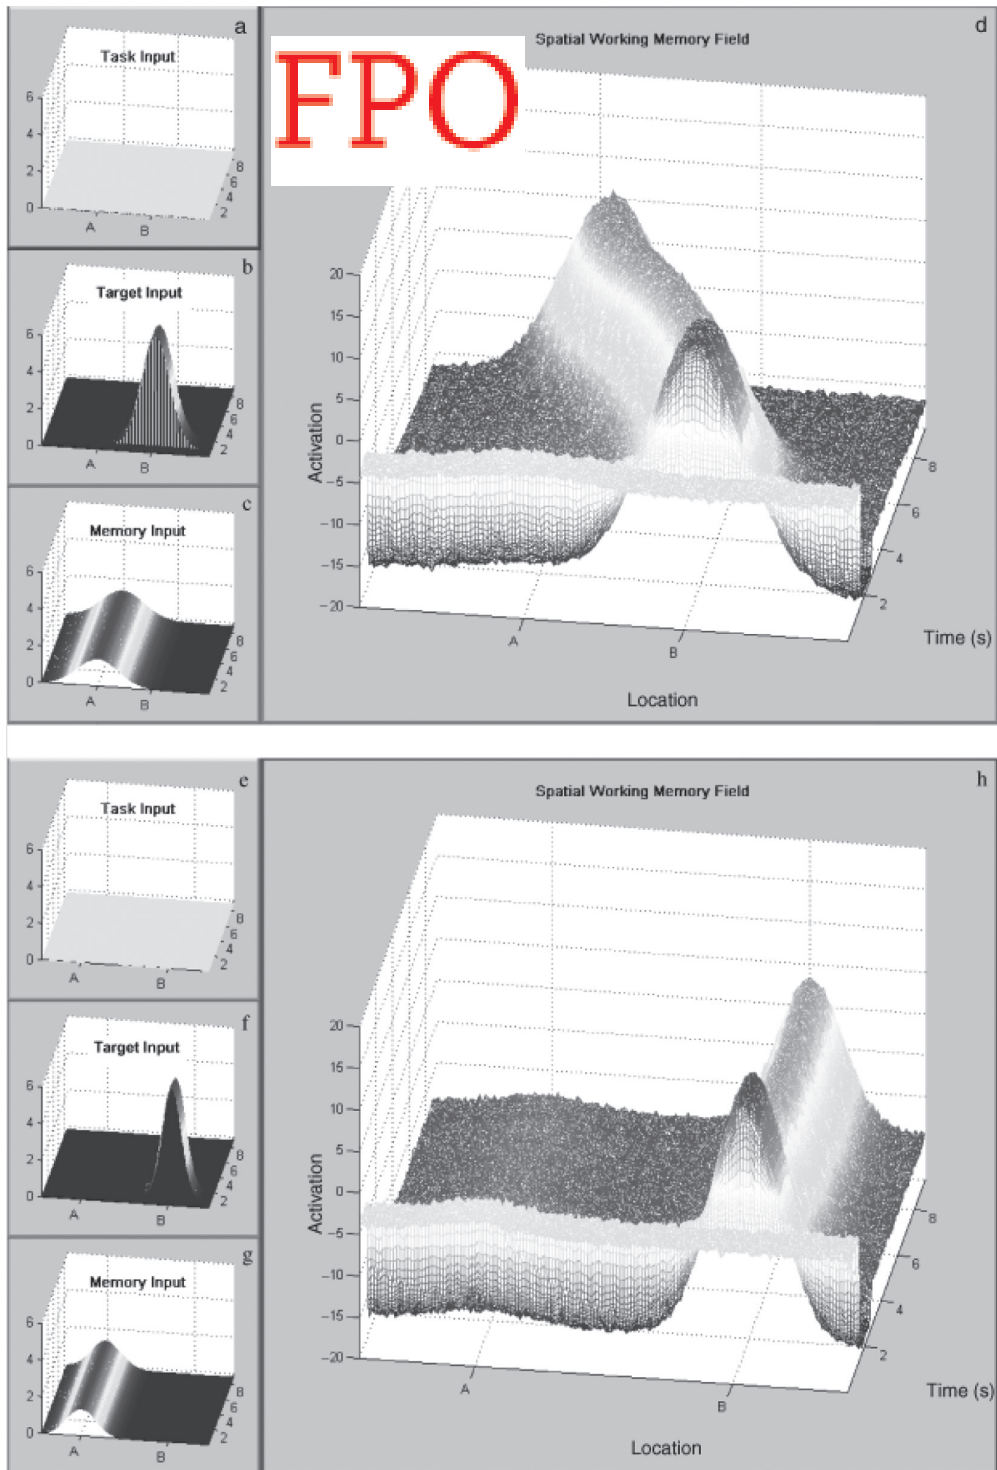 a
Task Input
6
4
2
0
8
6
4
2
A
B
b
Target Input
6
4
2
0
8
6
4
2
A
B
c
Memory Input
6
4
2
0
8
6
4
2
A
B
d
Spatial Working Memory Field
FPO
Activation
20
15
10
5
0
−5
−10
−15
−20
A
B
8
6
4
2
Time (s)
Location
e
Task Input
6
4
2
0
8
6
4
2
A
B
f
Target Input
6
4
2
0
8
6
4
2
A
B
g
Memory Input
6
4
2
0
8
6
4
2
A
B
h
Spatial Working Memory Field
Activation
20
15
10
5
0
−5
−10
−15
−20
A
B
8
6
4
2
Time (s)
Location